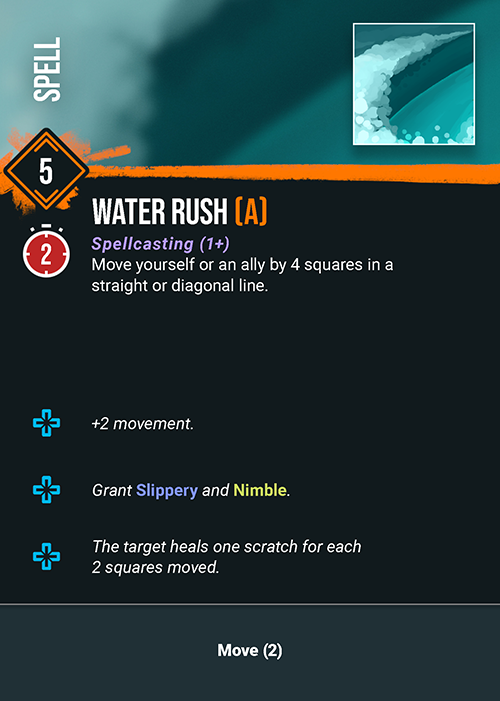 SPELL
5
WATER RUSH (A)
2
Spellcasting (1+)
Move yourself or an ally by 4 squares in a
straight or diagonal line.
+2 movement.
Grant Slippery and Nimble.
The target heals one scratch for each
2 squares moved.
Move (2)